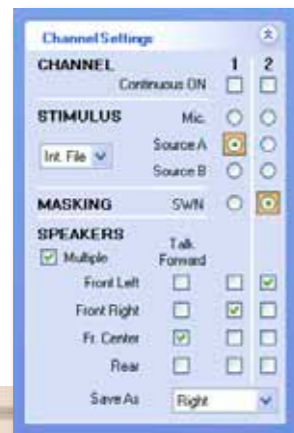 Channel Settings
CHANNEL 1 2
Continuous ON
STIMULUS Mic.
Int. File Source A
Source B
MASKING SWN
SPEAKERS Talk
Multiple Forward
Front Left
Front Right
Fr. Center
Rear
Save As Right